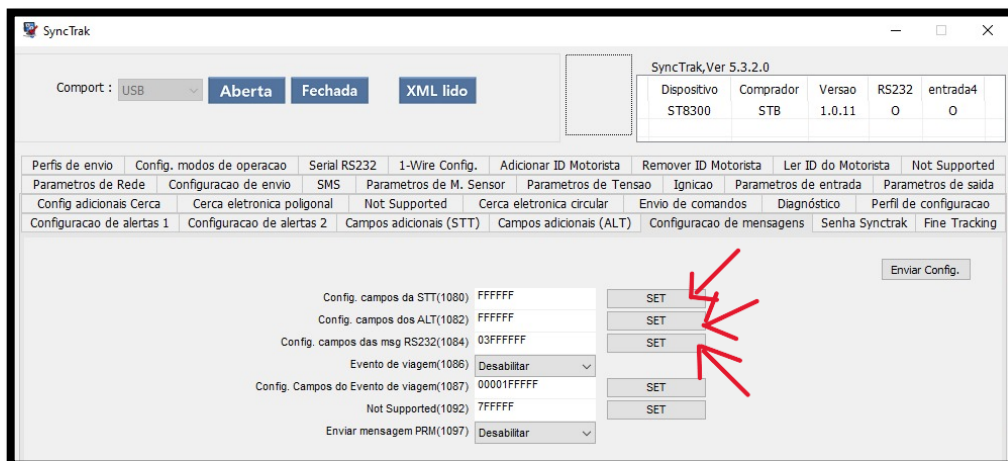 SyncTrak
SyncTrak,Ver 5.3.2.0
Comport : USB Aberta Fechada XML lido
Dispositivo Comprador Versao RS232 entrada4
ST8300 STB 1.0.11 O O
Perfis de envio Config. modos de operacao Serial RS232 1-Wire Config. Adicionar ID Motorista Remover ID Motorista Ler ID do Motorista Not Supported
Parametros de Rede Configuracao de envio SMS Parametros de M. Sensor Parametros de Tensao Ignicao Parametros de entrada Parametros de saida
Config adicionais Cerca Cerca eletronica poligonal Not Supported Cerca eletronica circular Envio de comandos Diagnóstico Perfil de configuracao
Configuracao de alertas 1 Configuracao de alertas 2 Campos adicionais (STT) Campos adicionais (ALT) Configuracao de mensagens Senha Synctrak Fine Tracking
Enviar Config.
Config. campos da STT(1080) FFFFFF SET
Config. campos dos ALT(1082) FFFFFF SET
Config. campos das msg RS232(1084) 03FFFFFF SET
Evento de viagem(1086) Desabilitar
Config. Campos do Evento de viagem(1087) 00001FFFFF SET
Not Supported(1092) 7FFFFF SET
Enviar mensagem PRM(1097) Desabilitar